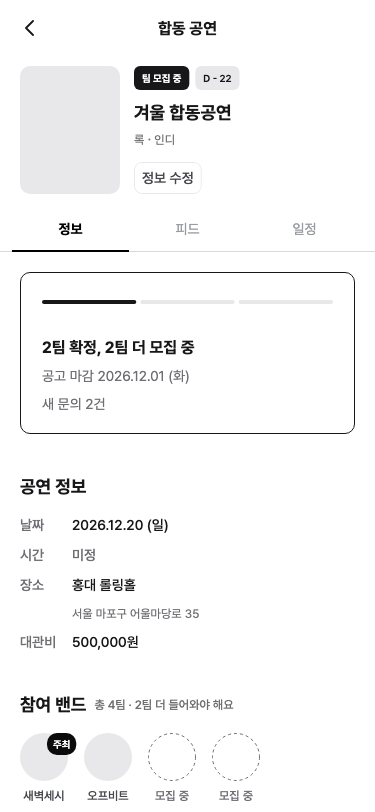 합동 공연
팀 모집 중 D - 22
겨울 합동공연
록 · 인디
정보 수정
정보 피드 일정
2팀 확정, 2팀 더 모집 중
공고 마감 2026.12.01 (화)
새 문의 2건
공연 정보
날짜 2026.12.20 (일)
시간 미정
장소 홍대 롤링홀
서울 마포구 어울마당로 35
대관비 500,000원
참여 밴드 총 4팀 · 2팀 더 들어와야 해요
주최
새벽세시 오프비트 모집 중 모집 중